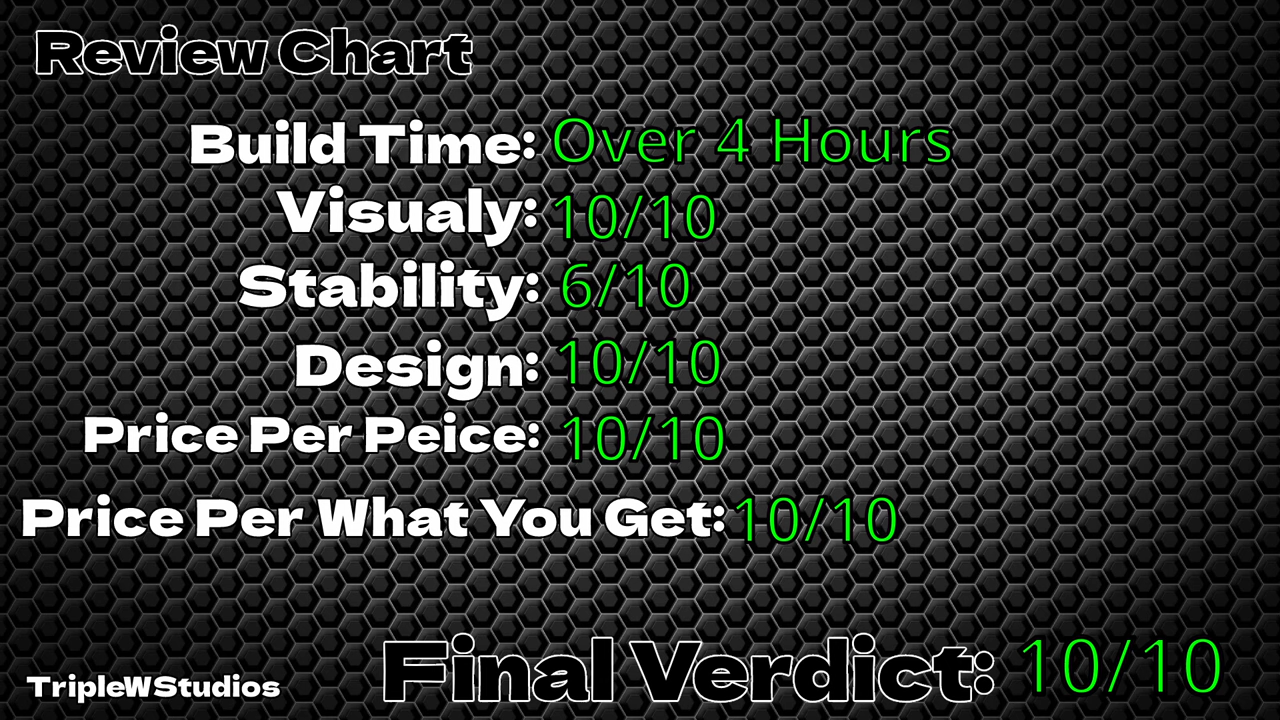 Review Chart
Build Time: Over 4 Hours
Visualy: 10/10
Stability: 6/10
Design: 10/10
Price Per Peice: 10/10
Price Per What You Get: 10/10
Final Verdict: 10/10
TripleWStudios